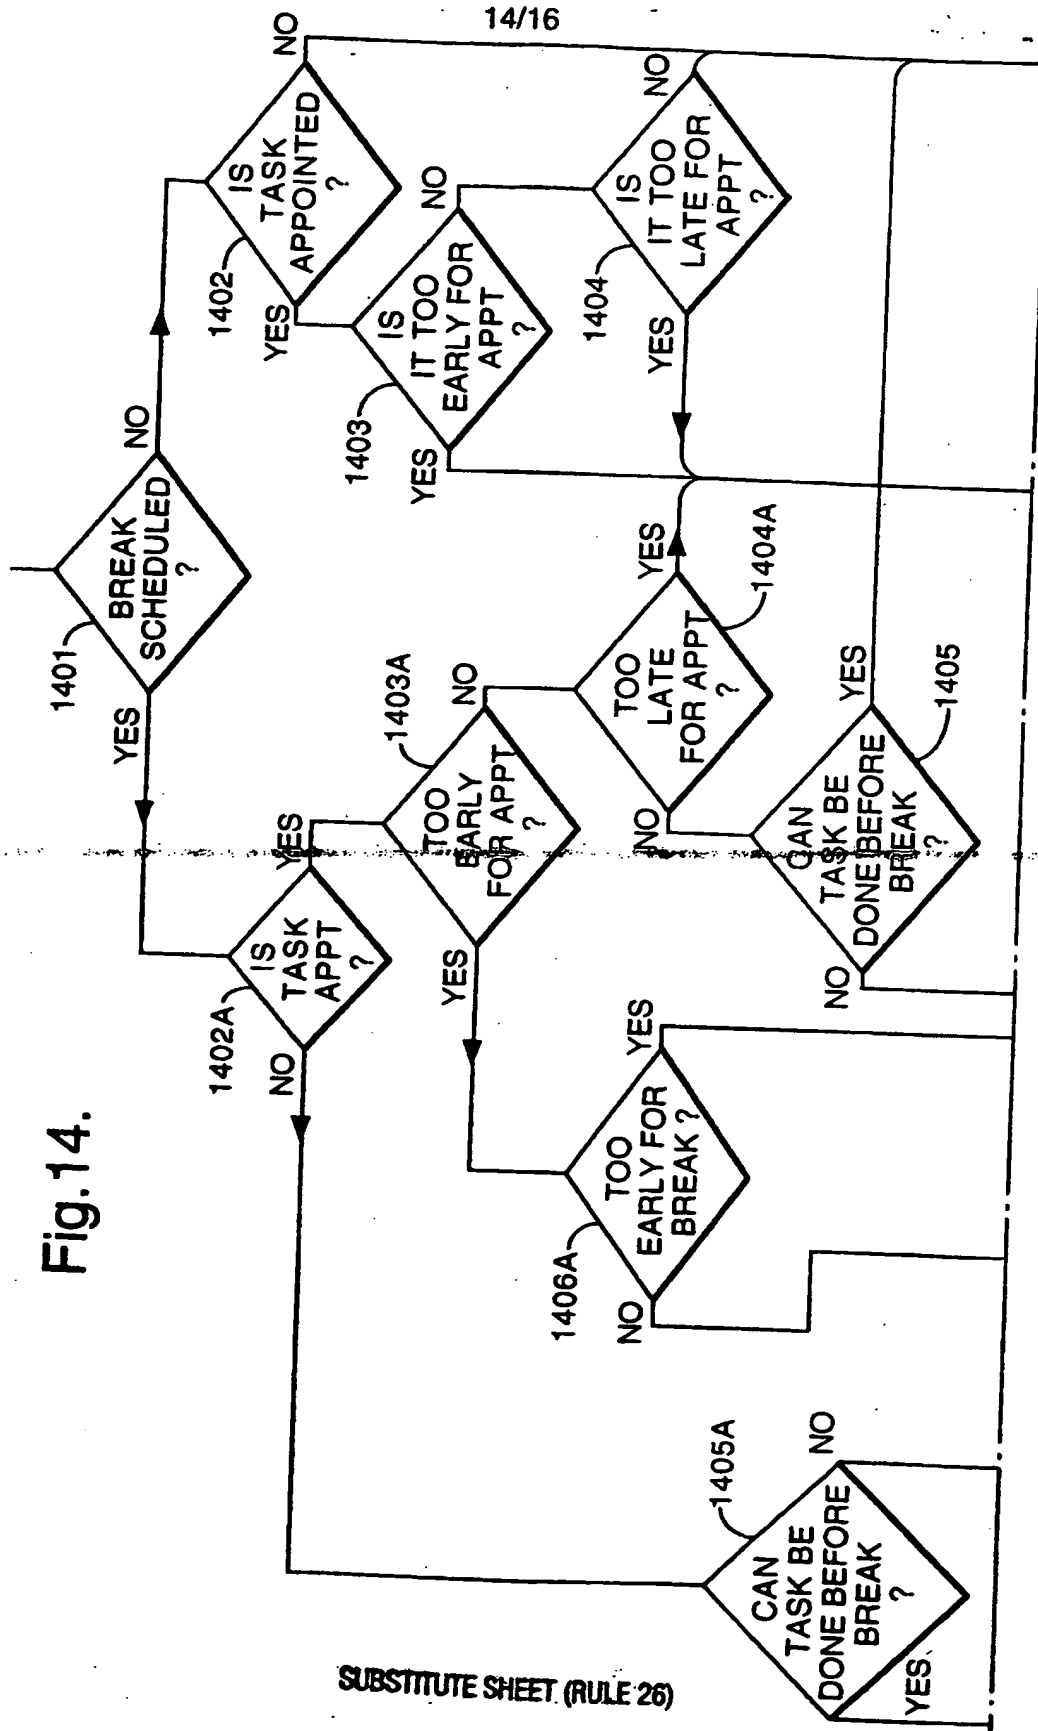 14/16
Fig.14.
1401
BREAK
SCHEDULED
?
YES
NO
1402A
IS
TASK
APPT
?
NO
YES
1402
IS
TASK
APPOINTED
?
YES
NO
1403A
TOO
EARLY
FOR APPT
?
YES
NO
1403
IS
IT TOO
EARLY FOR
APPT
?
YES
NO
1406A
TOO
EARLY FOR
BREAK ?
NO
YES
1404A
TOO
LATE
FOR APPT
?
NO
YES
1404
IS
IT TOO
LATE FOR
APPT
?
YES
NO
1405A
CAN
TASK BE
DONE BEFORE
BREAK
?
YES
NO
1405
CAN
TASK BE
DONE BEFORE
BREAK
?
NO
YES
SUBSTITUTE SHEET (RULE 26)